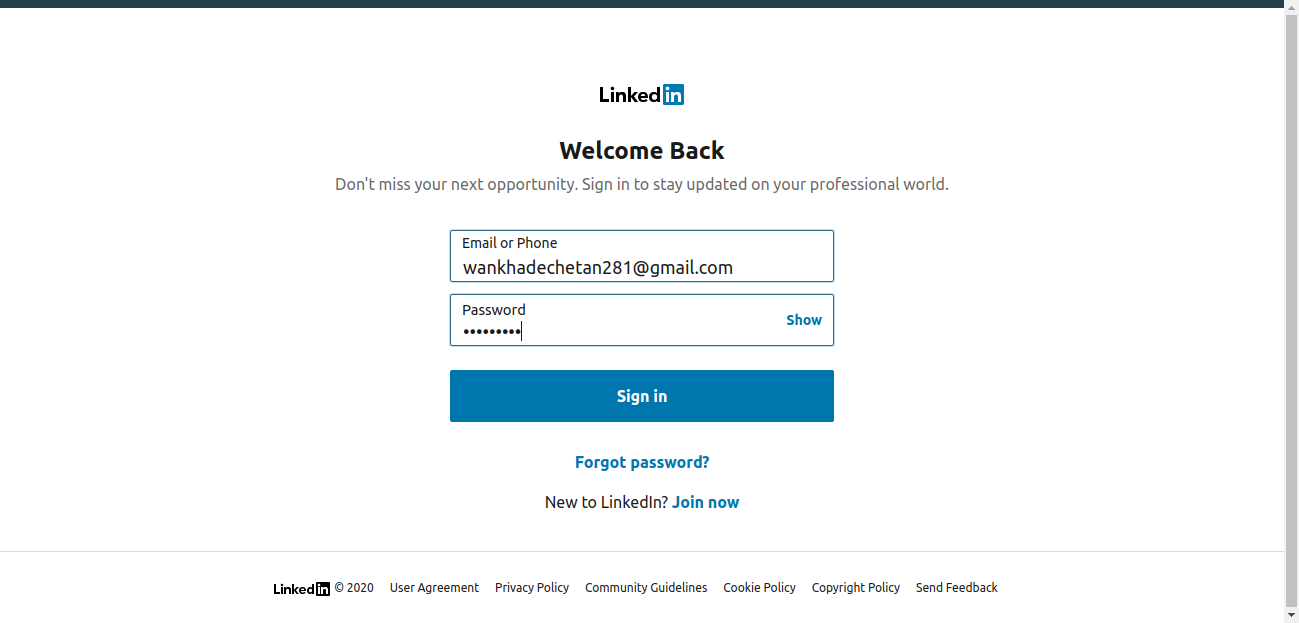 Linkedin
Welcome Back
Don't miss your next opportunity. Sign in to stay updated on your professional world.
Email or Phone
wankhadechetan281@gmail.com
Password
•••••••••
Show
Sign in
Forgot password?
New to LinkedIn? Join now
Linkedin © 2020 User Agreement Privacy Policy Community Guidelines Cookie Policy Copyright Policy Send Feedback